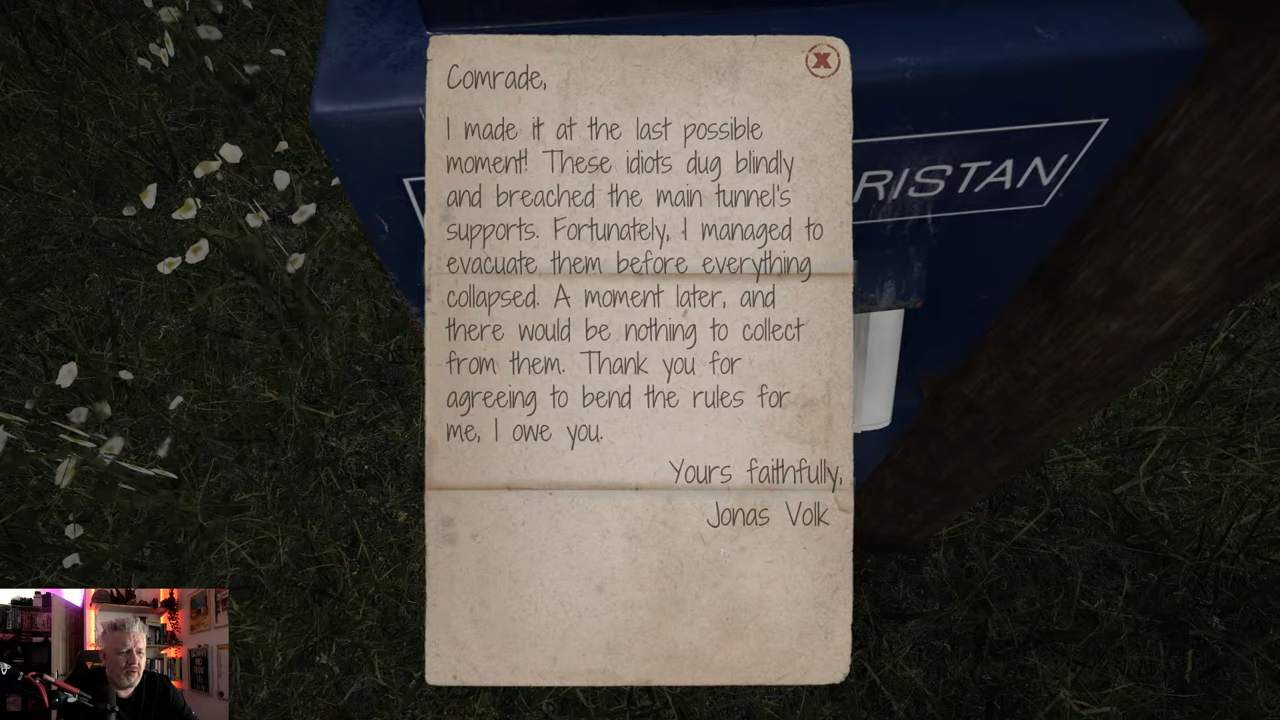 Comrade,
I made it at the last possible
moment! These idiots dug blindly
and breached the main tunnel's
supports. Fortunately, I managed to
evacuate them before everything
collapsed. A moment later, and
there would be nothing to collect
from them. Thank you for
agreeing to bend the rules for
me, I owe you.
Yours faithfully,
Jonas Volk
X
RISTAN